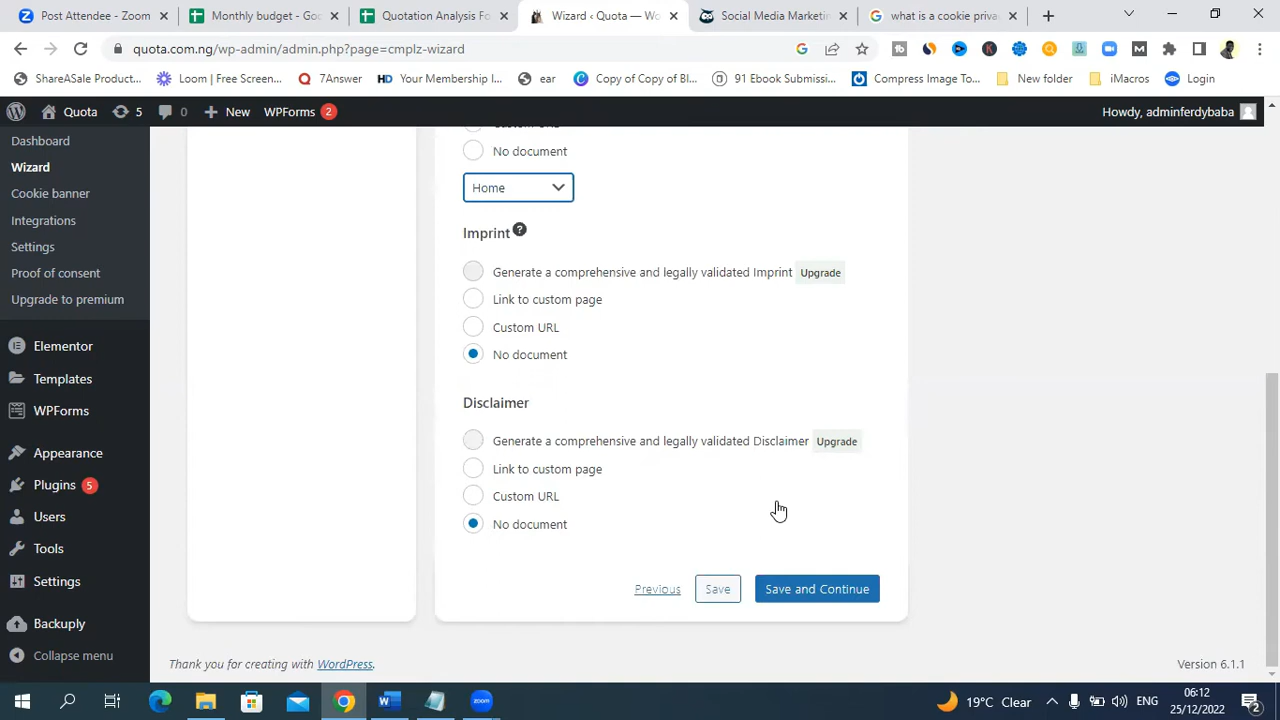 Post Attendee - Zoom
Monthly budget - Goo
Quotation Analysis Fo
Wizard ‹ Quota — Wo
Social Media Marketin
what is a cookie priva
quota.com.ng/wp-admin/admin.php?page=cmplz-wizard
ShareASale Produc...
Loom | Free Screen...
7Answer
Your Membership I...
ear
Copy of Copy of Bl...
91 Ebook Submissi...
Compress Image To...
New folder
iMacros
Login
Quota
5
0
New
WPForms 2
Howdy, adminferdybaba
Dashboard
Wizard
Cookie banner
Integrations
Settings
Proof of consent
Upgrade to premium
Elementor
Templates
WPForms
Appearance
Plugins 5
Users
Tools
Settings
Backuply
Collapse menu
No document
Home
Imprint ?
Generate a comprehensive and legally validated Imprint Upgrade
Link to custom page
Custom URL
No document
Disclaimer
Generate a comprehensive and legally validated Disclaimer Upgrade
Link to custom page
Custom URL
No document
Previous
Save
Save and Continue
Thank you for creating with WordPress.
Version 6.1.1
19°C Clear
ENG
06:12
25/12/2022
2